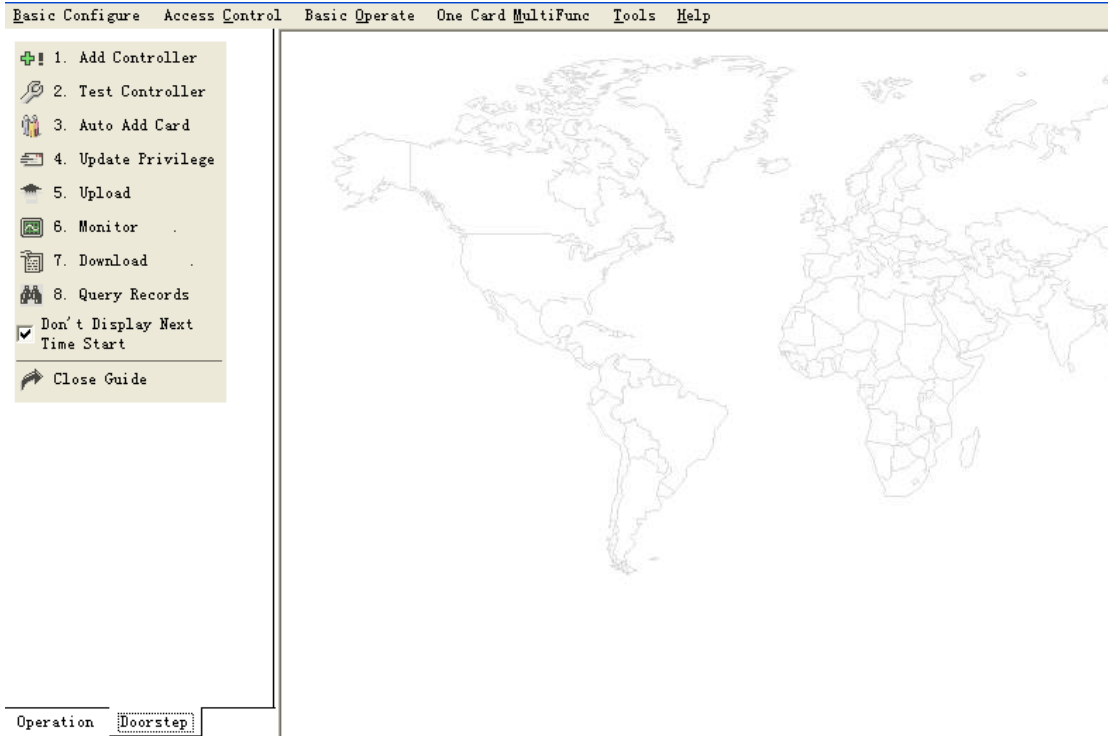 Basic Configure Access Control Basic Operate One Card MultiFunc Tools Help
1. Add Controller
2. Test Controller
3. Auto Add Card
4. Update Privilege
5. Upload
6. Monitor .
7. Download .
8. Query Records
Don't Display Next
Time Start
Close Guide
Operation Doorstep